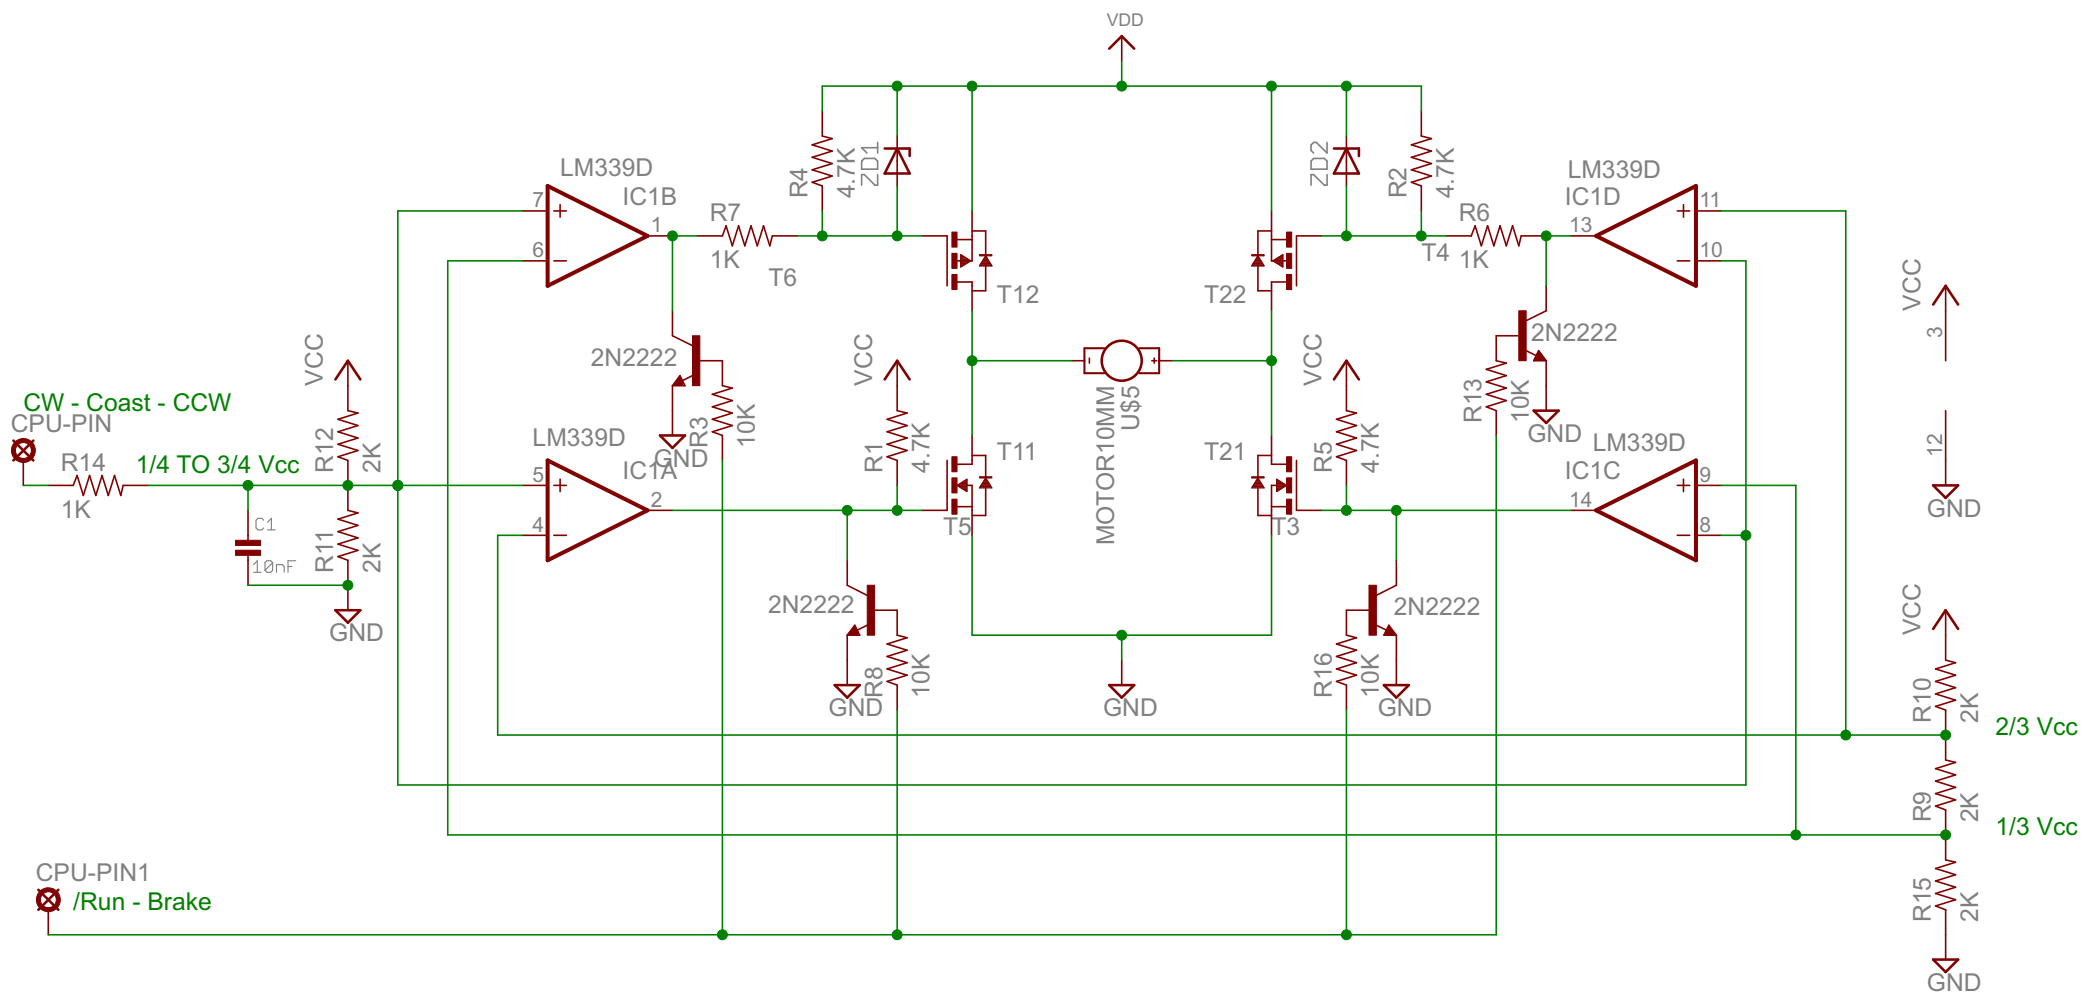 VDD
LM339D
IC1B
7
6
1
R7
1K
T6
R4
4.7K
ZD1
T12
ZD2
R2
4.7K
T22
T4
R6
1K
LM339D
IC1D
13
11
10
VCC
3
12
GND
CW - Coast - CCW
CPU-PIN
R14
1K
1/4 TO 3/4 Vcc
VCC
R12
2K
C1
10nF
R11
2K
GND
2N2222
GND
R3
10K
LM339D
IC1A
5
4
2
VCC
R1
4.7K
T11
T5
MOTOR10MM
U$5
-
+
VCC
R5
4.7K
T21
T3
2N2222
R13
10K
GND
LM339D
IC1C
14
9
8
2N2222
GND
R8
10K
GND
2N2222
R16
10K
GND
VCC
R10
2K
2/3 Vcc
R9
2K
1/3 Vcc
R15
2K
GND
CPU-PIN1
/Run - Brake